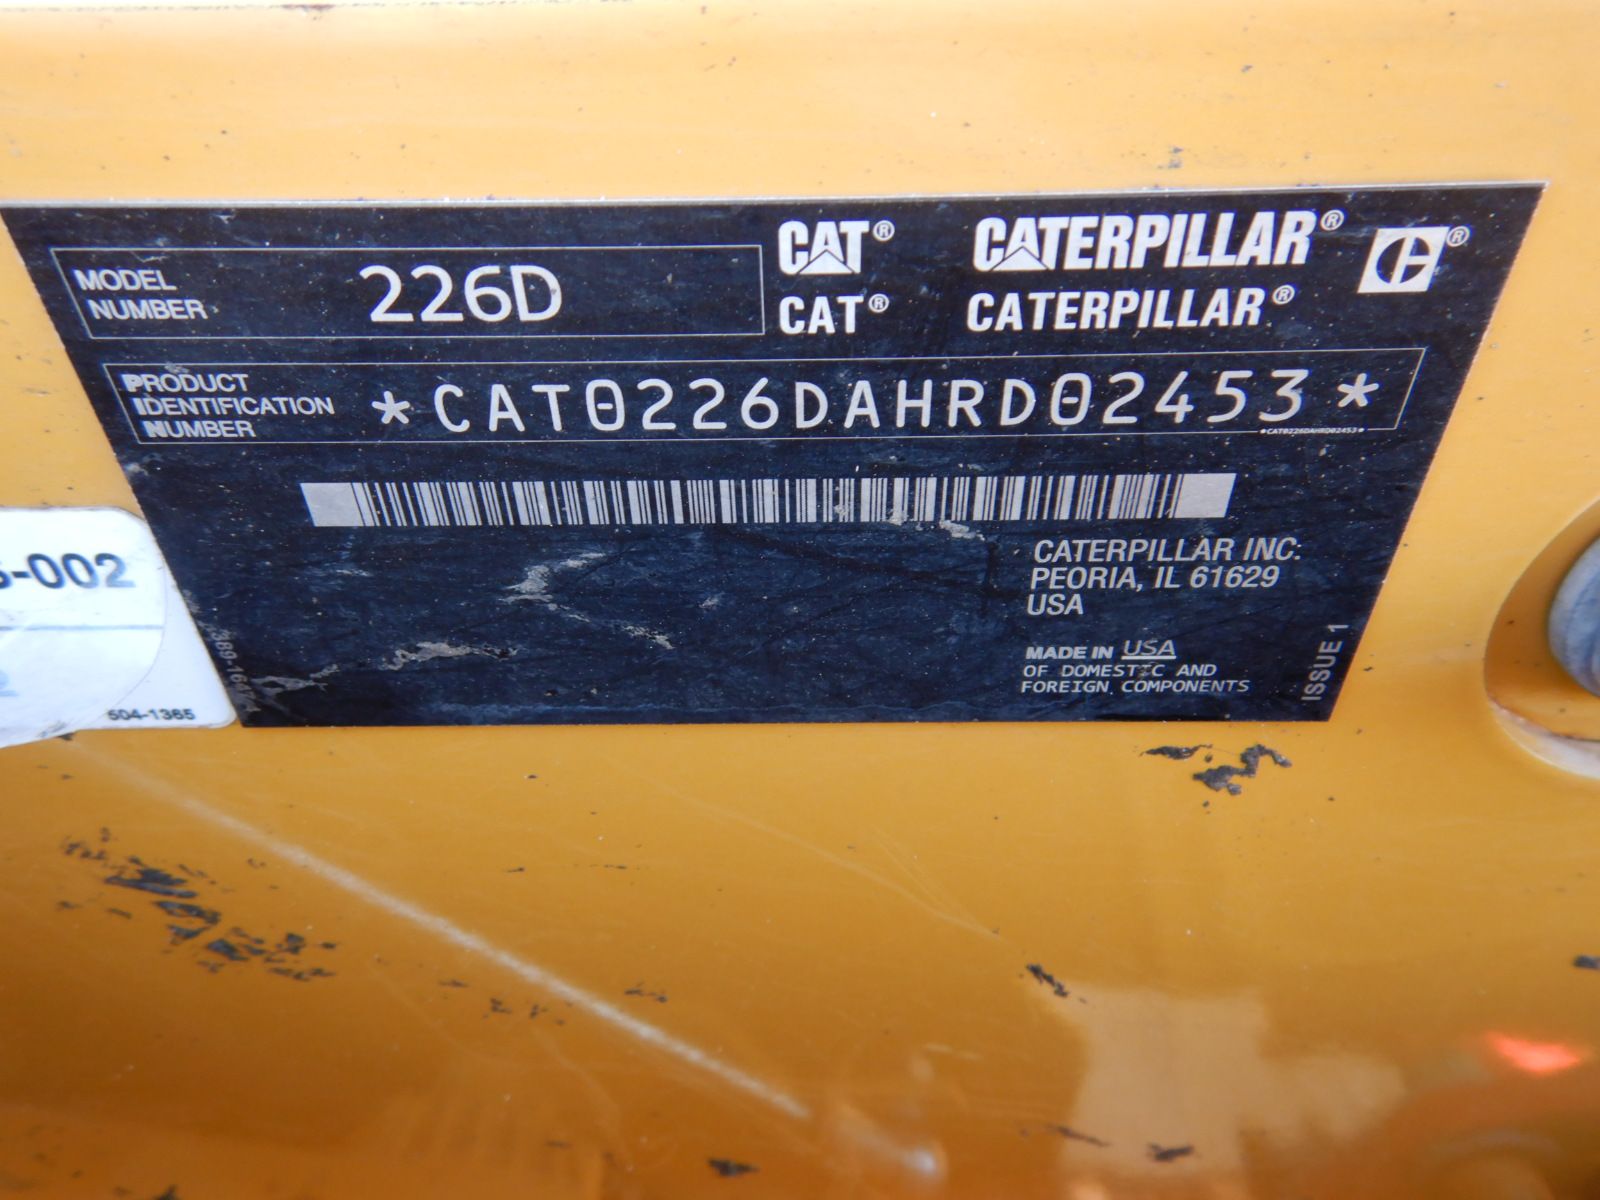 MODEL
NUMBER
226D
CAT® CATERPILLAR® ®
CAT® CATERPILLAR®
PRODUCT
IDENTIFICATION
NUMBER
*CAT0226DAHRD02453*
*CAT0226DAHRD02453*
CATERPILLAR INC.
PEORIA, IL 61629
USA
MADE IN USA
OF DOMESTIC AND
FOREIGN COMPONENTS
ISSUE 1
-002
504-1365